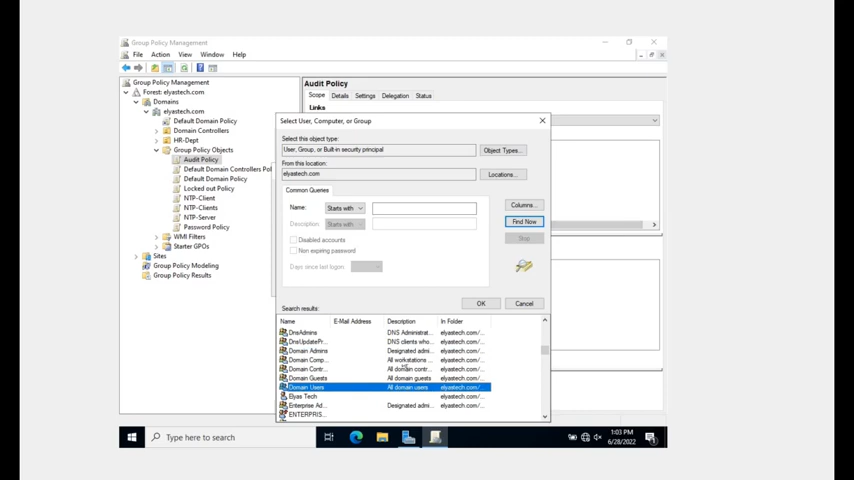 Group Policy Management
File Action View Window Help
Group Policy Management
Forest: elyastech.com
Domains
elyastech.com
Default Domain Policy
Domain Controllers
HR-Dept
Group Policy Objects
Audit Policy
Default Domain Controllers Pol
Default Domain Policy
Locked out Policy
NTP-Client
NTP-Clients
NTP-Server
Password Policy
WMI Filters
Starter GPOs
Sites
Group Policy Modeling
Group Policy Results
Audit Policy
Scope Details Settings Delegation Status
Links
Select User, Computer, or Group
Select this object type:
User, Group, or Built-in security principal
Object Types...
From this location:
elyastech.com
Locations...
Common Queries
Name: Starts with
Description: Starts with
Disabled accounts
Non expiring password
Days since last logon:
Columns...
Find Now
Stop
OK Cancel
Search results:
Name E-Mail Address Description In Folder
DnsAdmins DNS Administrat... elyastech.com/...
DnsUpdatePr... DNS clients who... elyastech.com/...
Domain Admins Designated admi... elyastech.com/...
Domain Comp... All workstations ... elyastech.com/...
Domain Contr... All domain contr... elyastech.com/...
Domain Guests All domain guests elyastech.com/...
Domain Users All domain users elyastech.com/...
Elyas Tech elyastech.com/...
Enterprise Ad... Designated admi... elyastech.com/...
ENTERPRIS...
Type here to search
1:03 PM
6/28/2022